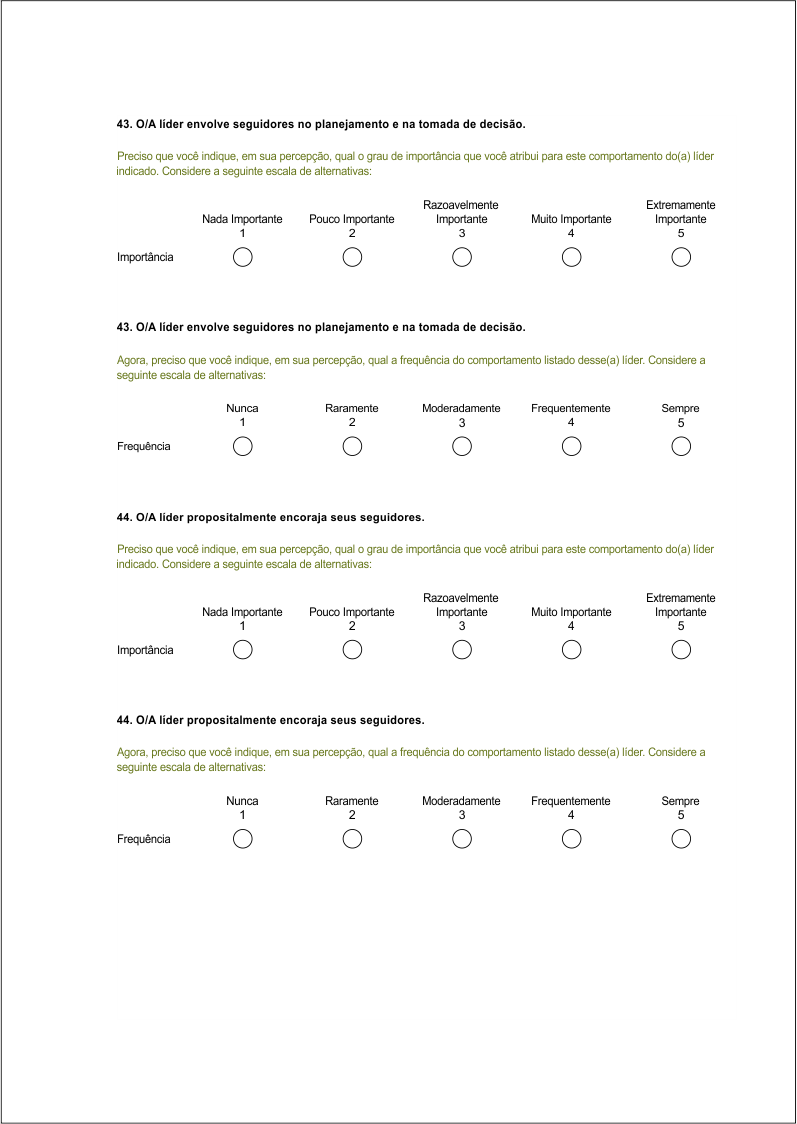 43. O/A líder envolve seguidores no planejamento e na tomada de decisão.
Preciso que você indique, em sua percepção, qual o grau de importância que você atribui para este comportamento do(a) líder
indicado. Considere a seguinte escala de alternativas:
Razoavelmente Extremamente
Nada Importante Pouco Importante Importante Muito Importante Importante
1 2 3 4 5
Importância
43. O/A líder envolve seguidores no planejamento e na tomada de decisão.
Agora, preciso que você indique, em sua percepção, qual a frequência do comportamento listado desse(a) líder. Considere a
seguinte escala de alternativas:
Nunca Raramente Moderadamente Frequentemente Sempre
1 2 3 4 5
Frequência
44. O/A líder propositalmente encoraja seus seguidores.
Preciso que você indique, em sua percepção, qual o grau de importância que você atribui para este comportamento do(a) líder
indicado. Considere a seguinte escala de alternativas:
Razoavelmente Extremamente
Nada Importante Pouco Importante Importante Muito Importante Importante
1 2 3 4 5
Importância
44. O/A líder propositalmente encoraja seus seguidores.
Agora, preciso que você indique, em sua percepção, qual a frequência do comportamento listado desse(a) líder. Considere a
seguinte escala de alternativas:
Nunca Raramente Moderadamente Frequentemente Sempre
1 2 3 4 5
Frequência